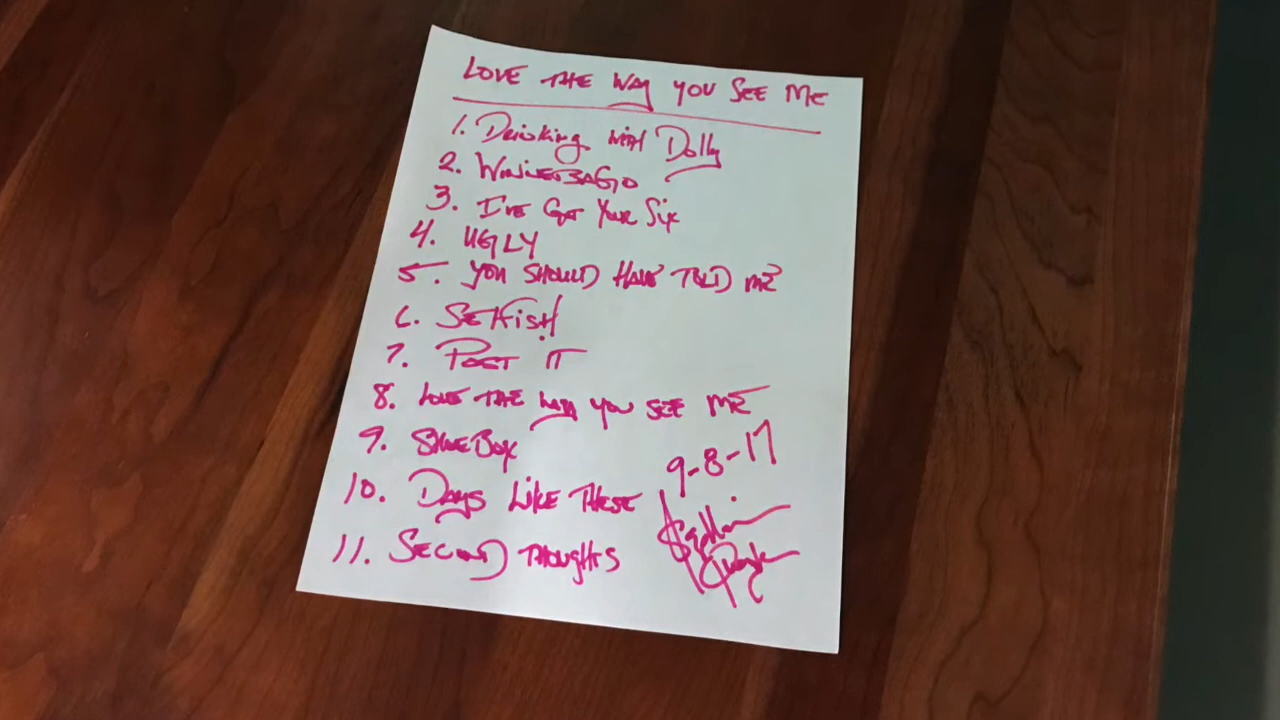 LOVE THE WAY YOU SEE ME
1. Drinking with Dolly
2. WINNEBAGO
3. I'VE Got Your Six
4. UGLY
5. YOU SHOULD HAVE TOLD ME
6. SELFISH
7. POST IT
8. LOVE THE WAY YOU SEE ME
9. SHOEBOX
10. DAYS LIKE THESE
11. SECOND THOUGHTS
9-8-17